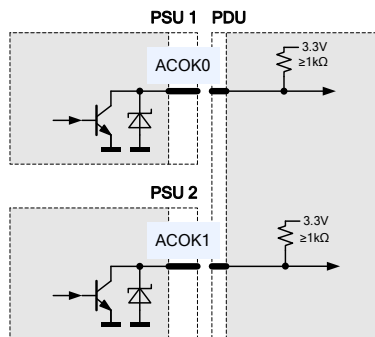 PSU 1 PDU
3.3V
≥1kΩ
ACOK0
PSU 2
3.3V
≥1kΩ
ACOK1